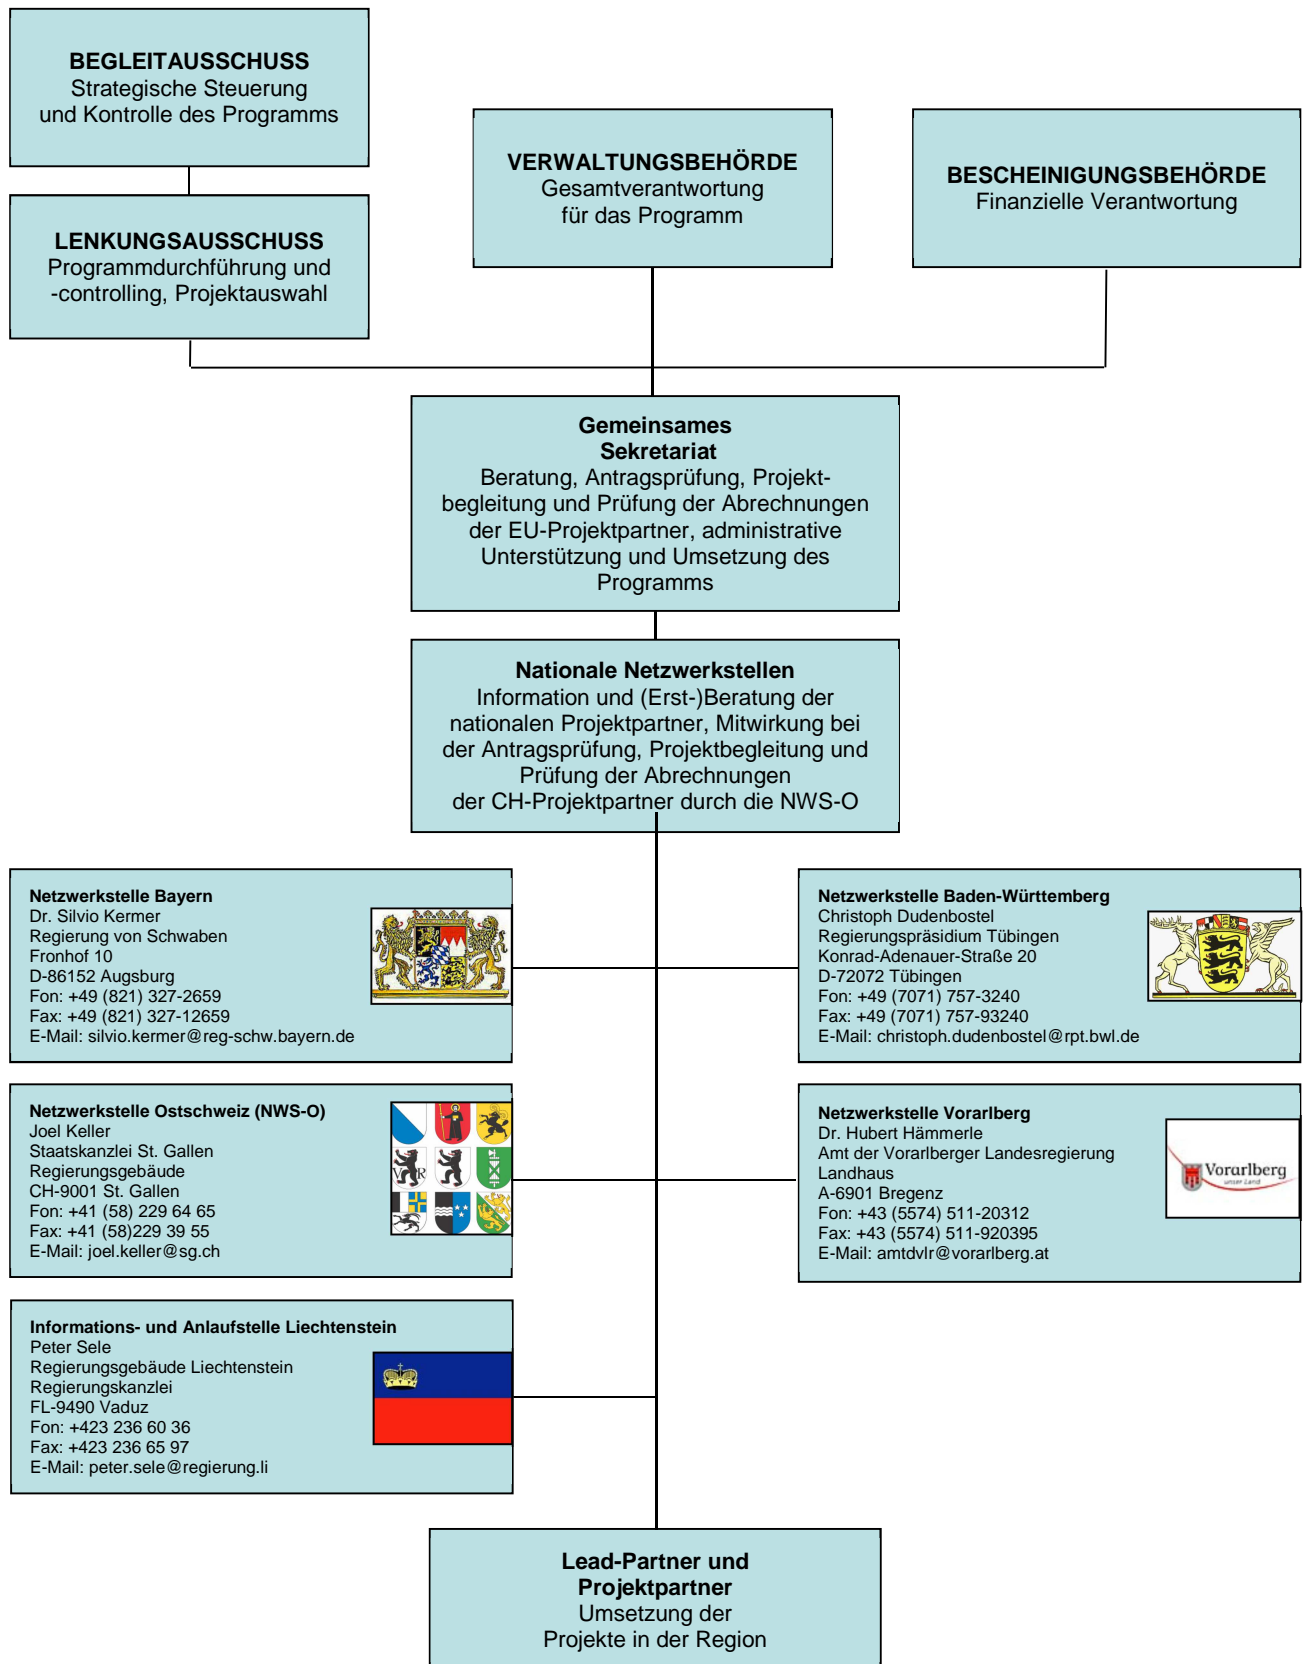 BEGLEITAUSSCHUSS
Strategische Steuerung
und Kontrolle des Programms
LENKUNGSAUSSCHUSS
Programmdurchführung und
-controlling, Projektauswahl
VERWALTUNGSBEHÖRDE
Gesamtverantwortung
für das Programm
BESCHEINIGUNGSBEHÖRDE
Finanzielle Verantwortung
Gemeinsames
Sekretariat
Beratung, Antragsprüfung, Projekt-
begleitung und Prüfung der Abrechnungen
der EU-Projektpartner, administrative
Unterstützung und Umsetzung des
Programms
Nationale Netzwerkstellen
Information und (Erst-)Beratung der
nationalen Projektpartner, Mitwirkung bei
der Antragsprüfung, Projektbegleitung und
Prüfung der Abrechnungen
der CH-Projektpartner durch die NWS-O
Netzwerkstelle Bayern
Dr. Silvio Kermer
Regierung von Schwaben
Fronhof 10
D-86152 Augsburg
Fon: +49 (821) 327-2659
Fax: +49 (821) 327-12659
E-Mail: silvio.kermer@reg-schw.bayern.de
Netzwerkstelle Baden-Württemberg
Christoph Dudenbostel
Regierungspräsidium Tübingen
Konrad-Adenauer-Straße 20
D-72072 Tübingen
Fon: +49 (7071) 757-3240
Fax: +49 (7071) 757-93240
E-Mail: christoph.dudenbostel@rpt.bwl.de
Netzwerkstelle Ostschweiz (NWS-O)
Joel Keller
Staatskanzlei St. Gallen
Regierungsgebäude
CH-9001 St. Gallen
Fon: +41 (58) 229 64 65
Fax: +41 (58)229 39 55
E-Mail: joel.keller@sg.ch
V R
Netzwerkstelle Vorarlberg
Dr. Hubert Hämmerle
Amt der Vorarlberger Landesregierung
Landhaus
A-6901 Bregenz
Fon: +43 (5574) 511-20312
Fax: +43 (5574) 511-920395
E-Mail: amtdvlr@vorarlberg.at
Vorarlberg
unser Land
Informations- und Anlaufstelle Liechtenstein
Peter Sele
Regierungsgebäude Liechtenstein
Regierungskanzlei
FL-9490 Vaduz
Fon: +423 236 60 36
Fax: +423 236 65 97
E-Mail: peter.sele@regierung.li
Lead-Partner und
Projektpartner
Umsetzung der
Projekte in der Region